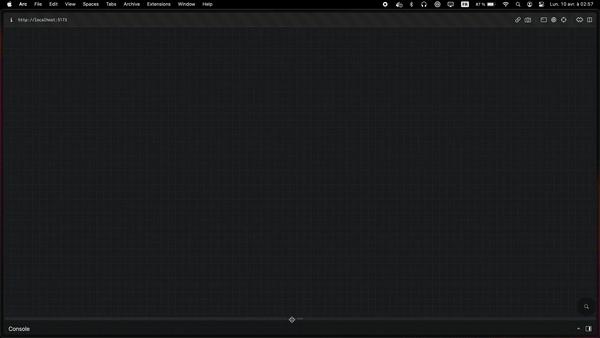 Arc File Edit View Spaces Tabs Archive Extensions Window Help 87 % FR Lun. 10 avr. à 02:57
http://localhost:5173
Console